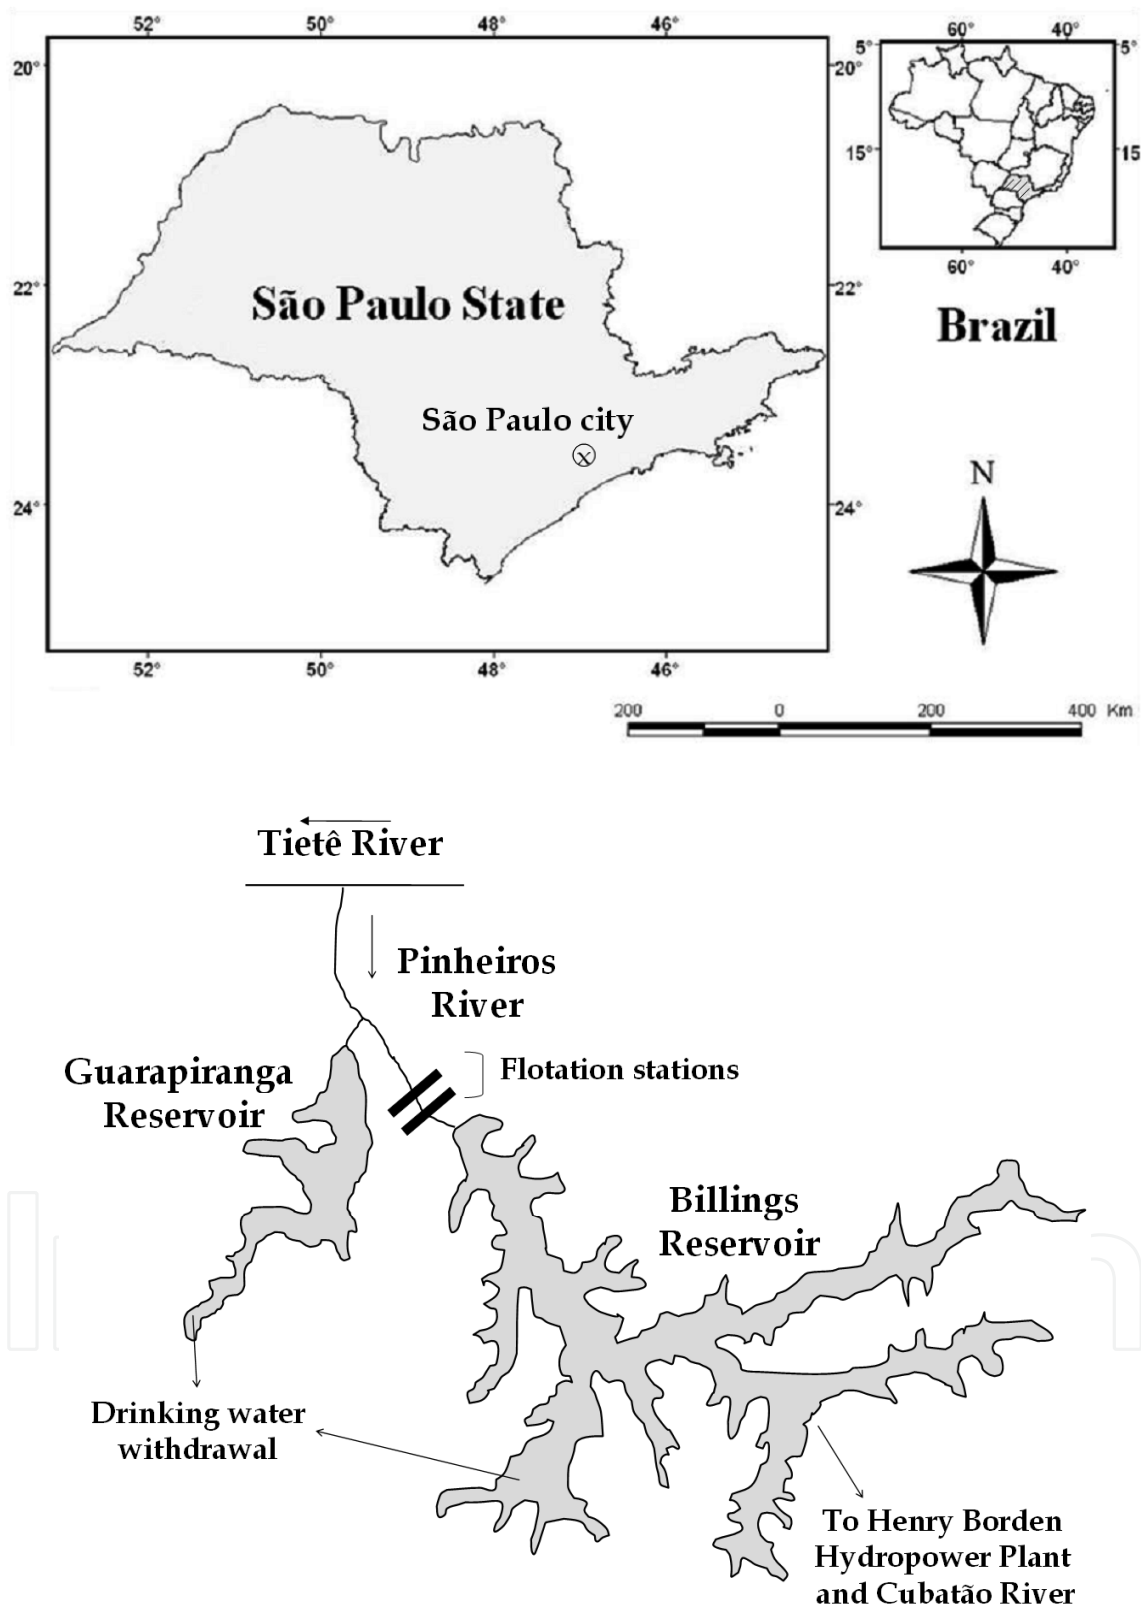 52° 50° 48° 46°
20° 20°
22° 22°
24° 24°
52° 50° 48° 46°
São Paulo State
São Paulo city
x
60° 40°
5° 5°
15° 15
60° 40°
Brazil
N
200 0 200 400 Km
Tietê River
Pinheiros
River
Guarapiranga
Reservoir
Flotation stations
Billings
Reservoir
Drinking water
withdrawal
To Henry Borden
Hydropower Plant
and Cubatão River